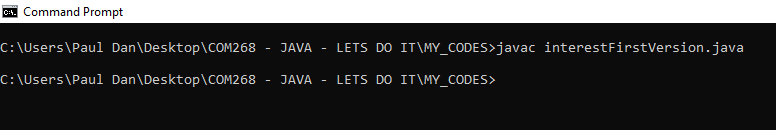 Command Prompt
C:\Users\Paul Dan\Desktop\COM268 - JAVA - LETS DO IT\MY_CODES>javac interestFirstVersion.java
C:\Users\Paul Dan\Desktop\COM268 - JAVA - LETS DO IT\MY_CODES>